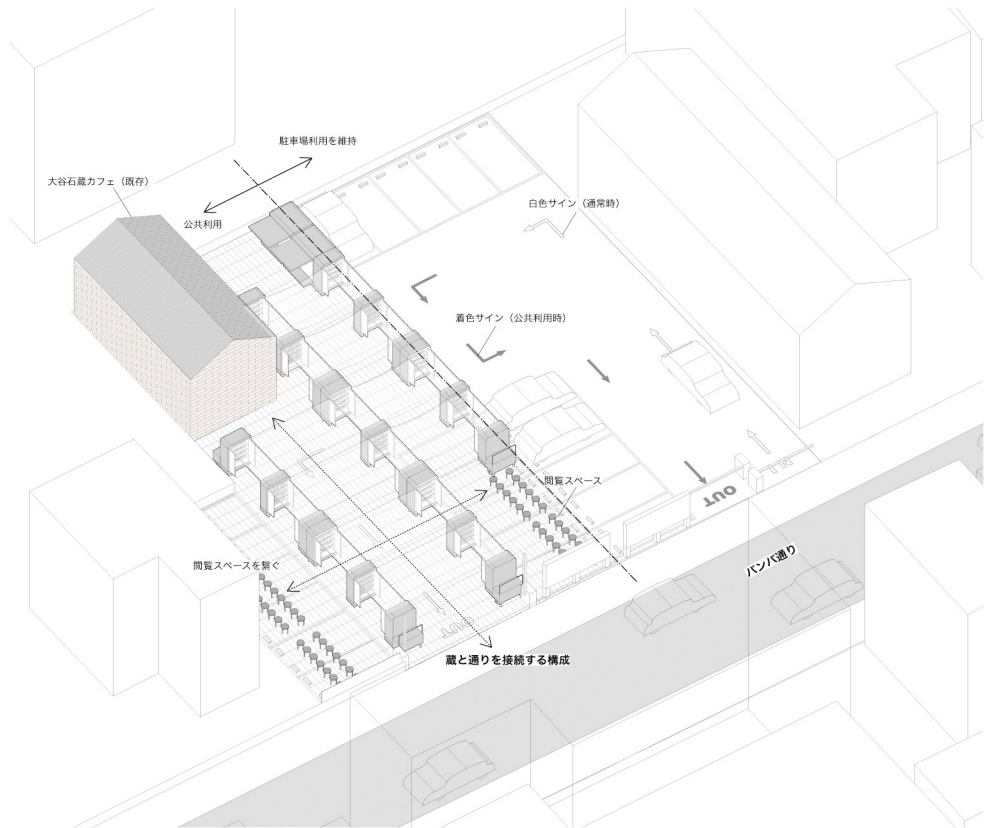 駐車場利用を維持
大谷石蔵カフェ（既存）
公共利用
白色サイン（通常時）
着色サイン（公共利用時）
閲覧スペース
IN
OUT
バンバ通り
閲覧スペースを繋ぐ
OUT
蔵と通りを接続する構成